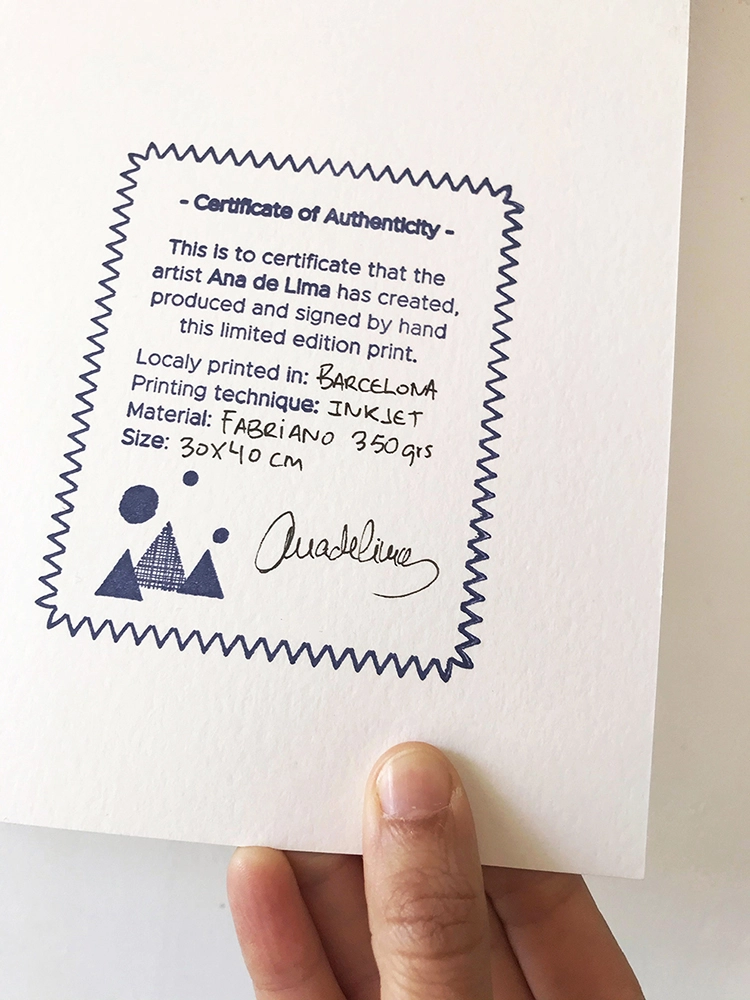 - Certificate of Authenticity -
This is to certificate that the
artist Ana de Lima has created,
produced and signed by hand
this limited edition print.
Localy printed in: BARCELONA
Printing technique: INKJET
Material: FABRIANO 350grs
Size: 30X40 cm
Anadelima